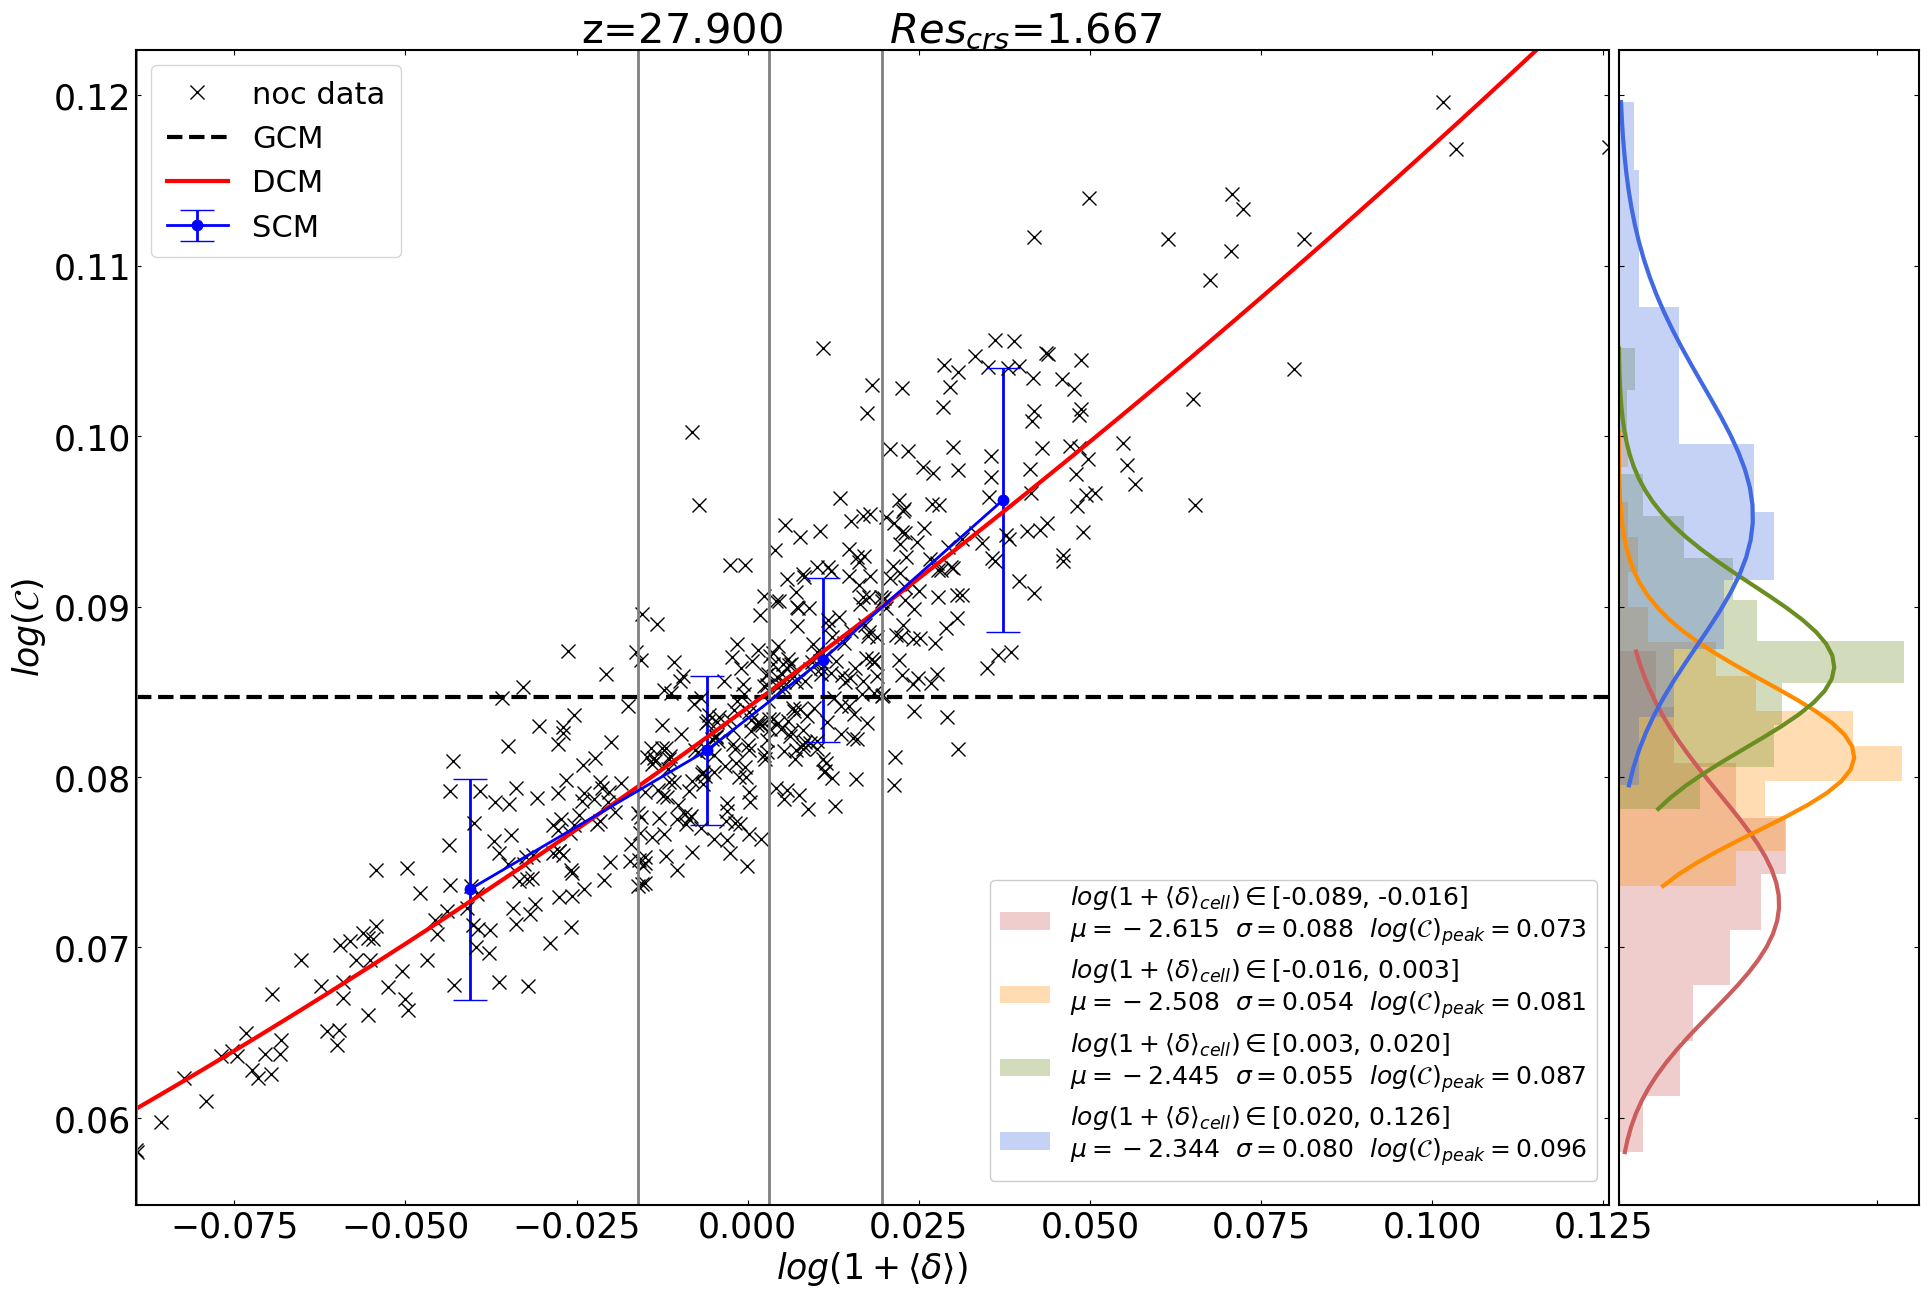 z=27.900 Res_crs=1.667
noc data
GCM
DCM
SCM
0.12
0.11
0.10
0.09
0.08
0.07
0.06
log(𝒞)
log(1 + ⟨δ⟩_cell) ∈ [-0.089, -0.016]
μ = −2.615 σ = 0.088 log(𝒞)_peak = 0.073
log(1 + ⟨δ⟩_cell) ∈ [-0.016, 0.003]
μ = −2.508 σ = 0.054 log(𝒞)_peak = 0.081
log(1 + ⟨δ⟩_cell) ∈ [0.003, 0.020]
μ = −2.445 σ = 0.055 log(𝒞)_peak = 0.087
log(1 + ⟨δ⟩_cell) ∈ [0.020, 0.126]
μ = −2.344 σ = 0.080 log(𝒞)_peak = 0.096
−0.075 −0.050 −0.025 0.000 0.025 0.050 0.075 0.100 0.125
log(1 + ⟨δ⟩)